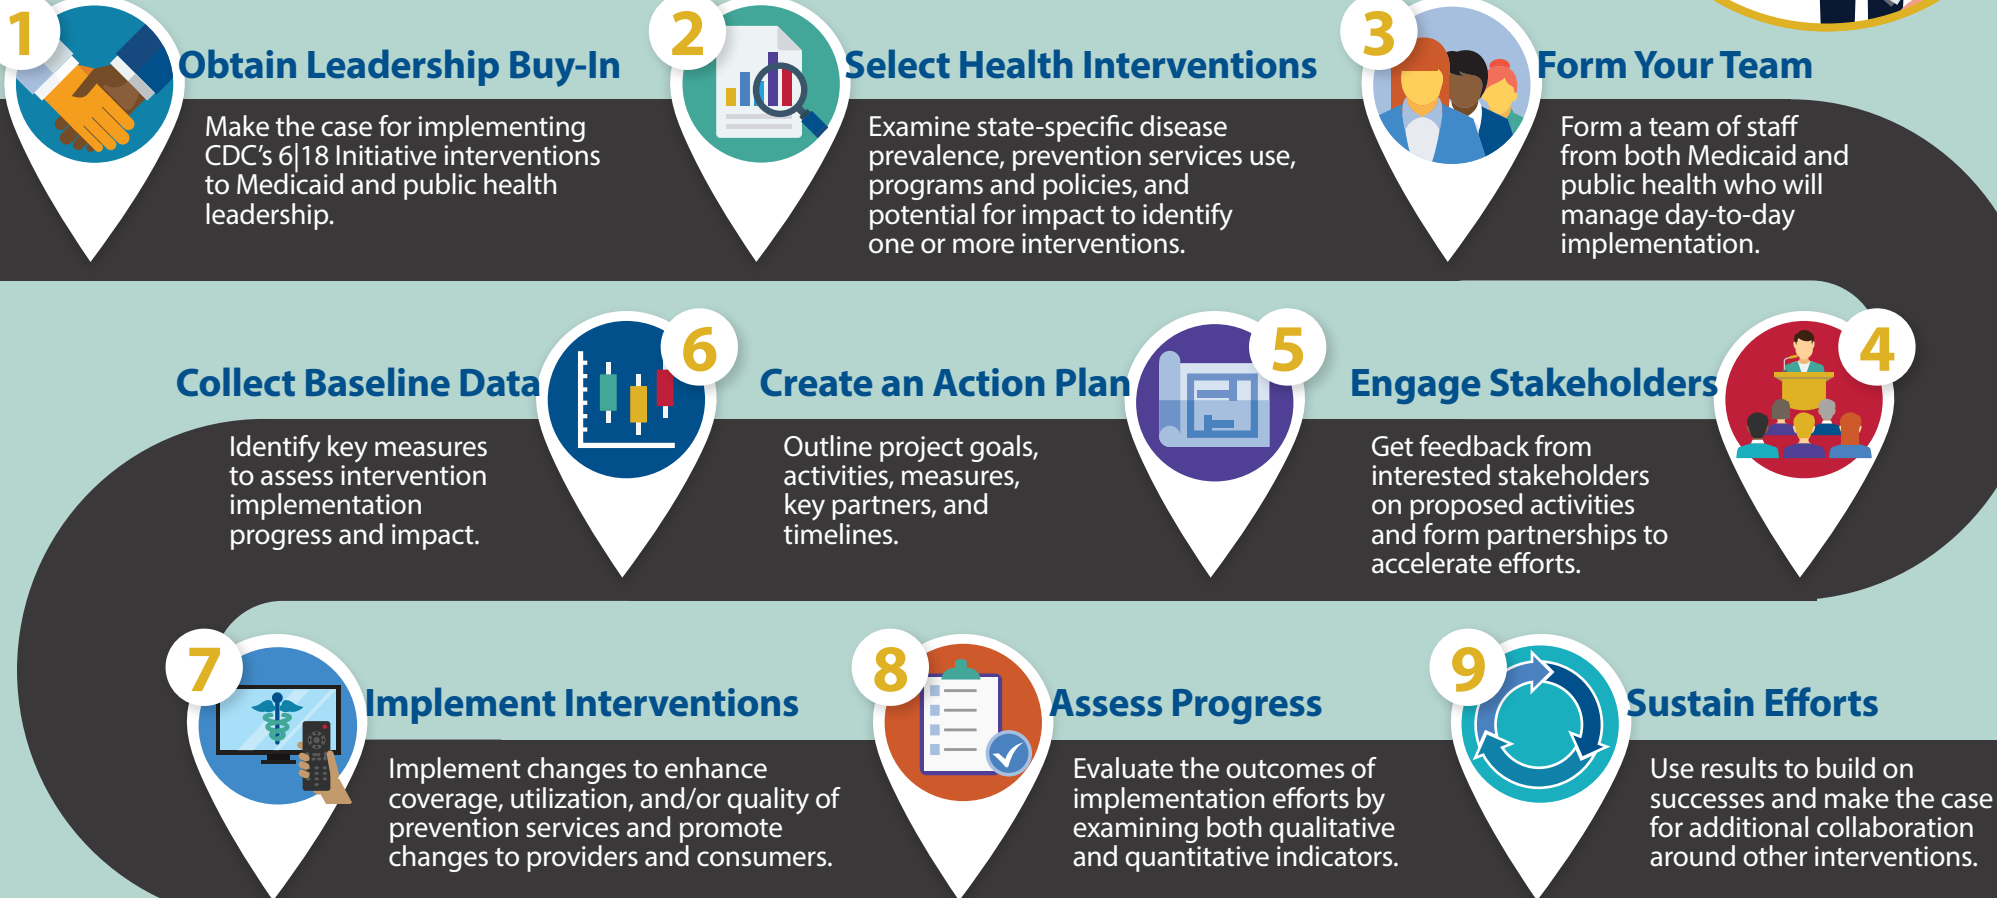 1
Obtain Leadership Buy-In
Make the case for implementing
CDC’s 6|18 Initiative interventions
to Medicaid and public health
leadership.
2
Select Health Interventions
Examine state-specific disease
prevalence, prevention services use,
programs and policies, and
potential for impact to identify
one or more interventions.
3
Form Your Team
Form a team of staff
from both Medicaid and
public health who will
manage day-to-day
implementation.
4
Engage Stakeholders
Get feedback from
interested stakeholders
on proposed activities
and form partnerships to
accelerate efforts.
5
Create an Action Plan
Outline project goals,
activities, measures,
key partners, and
timelines.
6
Collect Baseline Data
Identify key measures
to assess intervention
implementation
progress and impact.
7
Implement Interventions
Implement changes to enhance
coverage, utilization, and/or quality of
prevention services and promote
changes to providers and consumers.
8
Assess Progress
Evaluate the outcomes of
implementation efforts by
examining both qualitative
and quantitative indicators.
9
Sustain Efforts
Use results to build on
successes and make the case
for additional collaboration
around other interventions.